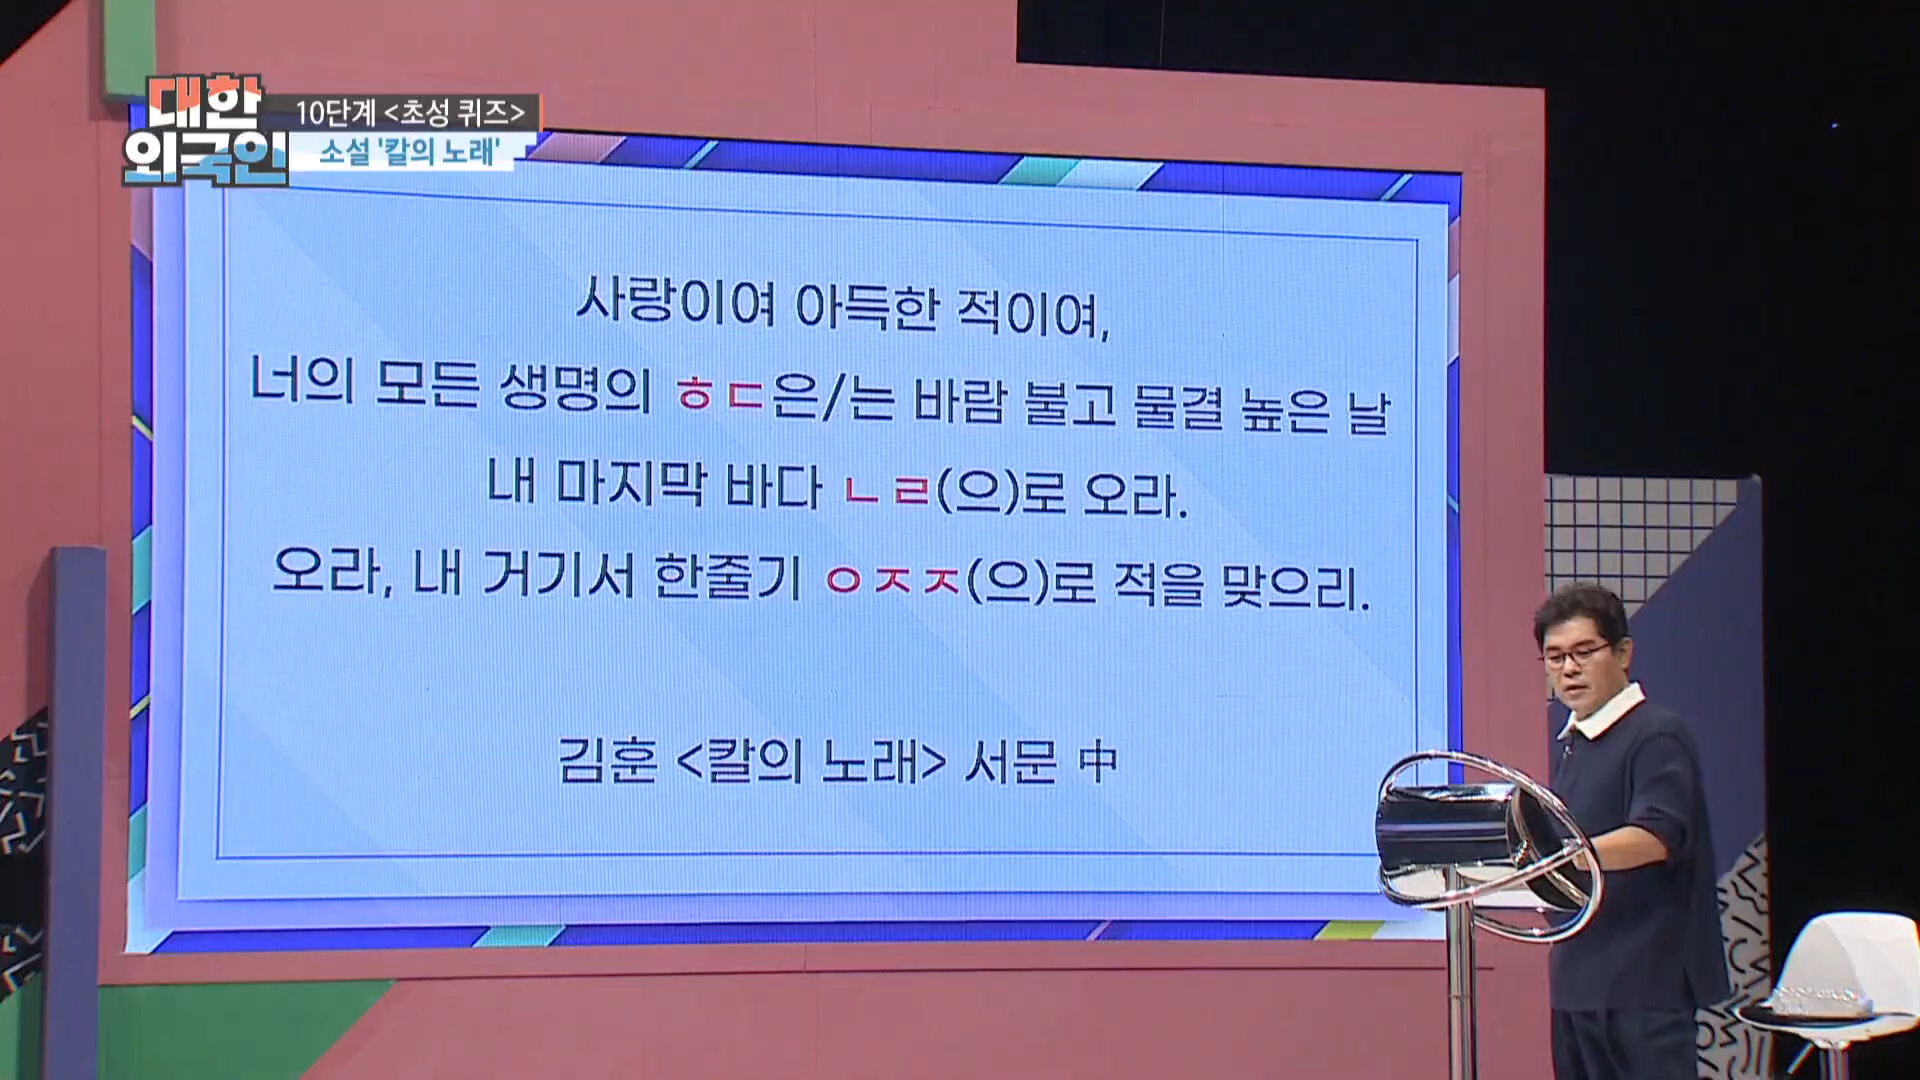 대한
외국인
10단계 <초성 퀴즈>
소설 '칼의 노래'
사랑이여 아득한 적이여,
너의 모든 생명의 ㅎㄷ은/는 바람 불고 물결 높은 날
내 마지막 바다 ㄴㄹ(으)로 오라.
오라, 내 거기서 한줄기 ㅇㅈㅈ(으)로 적을 맞으리.
김훈 <칼의 노래> 서문 中